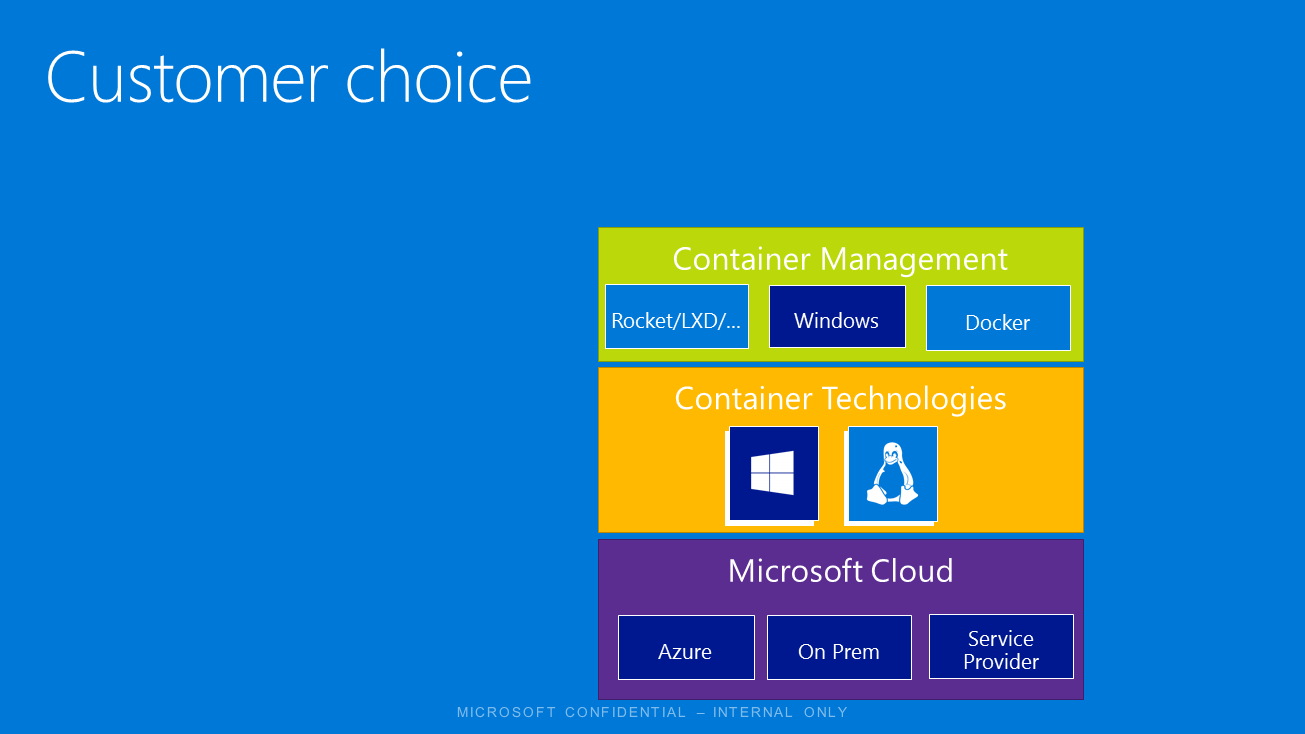 Customer choice
Container Management
Rocket/LXD/...
Windows
Docker
Container Technologies
Microsoft Cloud
Azure
On Prem
Service
Provider
MICROSOFT CONFIDENTIAL – INTERNAL ONLY